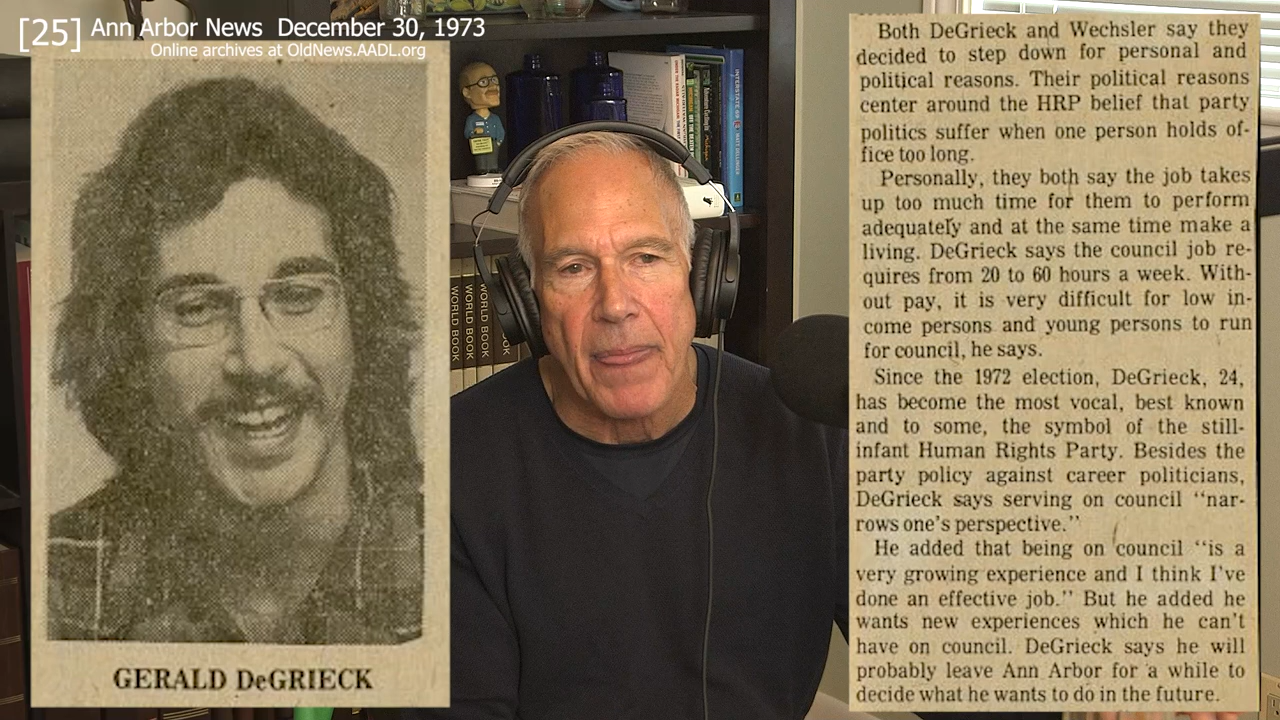 [25] Ann Arbor News December 30, 1973
Online archives at OldNews.AADL.org
GERALD DeGRIECK
WORLD BOOK
WORLD BOOK
WORLD BOOK
Both DeGrieck and Wechsler say they
decided to step down for personal and
political reasons. Their political reasons
center around the HRP belief that party
politics suffer when one person holds of-
fice too long.
Personally, they both say the job takes
up too much time for them to perform
adequately and at the same time make a
living. DeGrieck says the council job re-
quires from 20 to 60 hours a week. With-
out pay, it is very difficult for low in-
come persons and young persons to run
for council, he says.
Since the 1972 election, DeGrieck, 24,
has become the most vocal, best known
and to some, the symbol of the still-
infant Human Rights Party. Besides the
party policy against career politicians,
DeGrieck says serving on council "nar-
rows one's perspective."
He added that being on council "is a
very growing experience and I think I've
done an effective job." But he added he
wants new experiences which he can't
have on council. DeGrieck says he will
probably leave Ann Arbor for a while to
decide what he wants to do in the future.